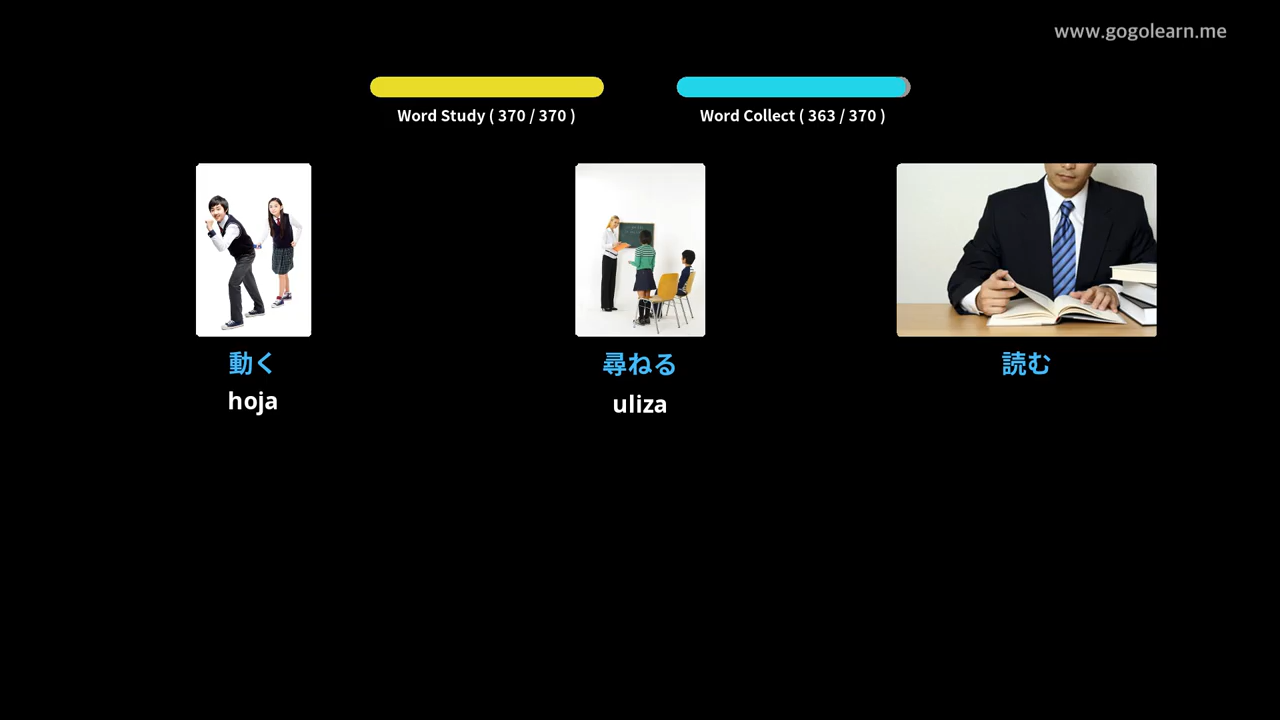 www.gogolearn.me
Word Study ( 370 / 370 )
Word Collect ( 363 / 370 )
動く
尋ねる
読む
hoja
uliza